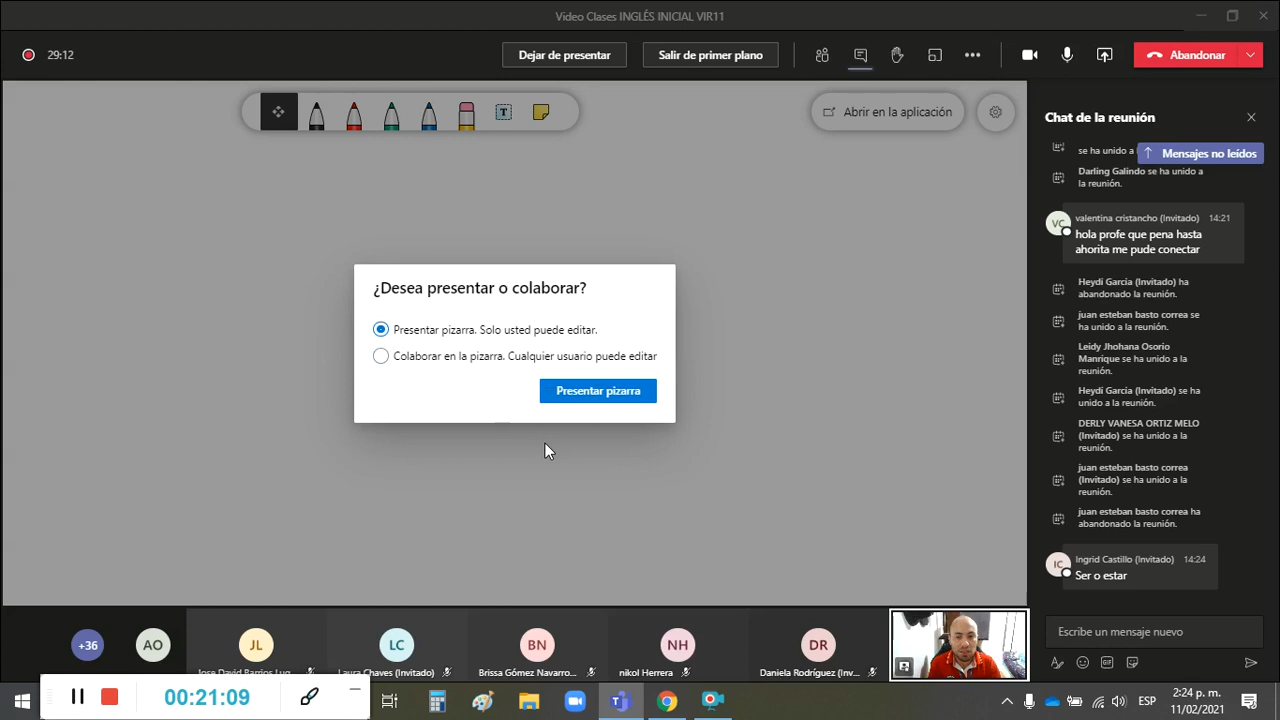 Video Clases INGLÉS INICIAL VIR11
29:12
Dejar de presentar
Salir de primer plano
Abandonar
Abrir en la aplicación
Chat de la reunión
se ha unido a l
Mensajes no leídos
Darling Galindo se ha unido a
la reunión.
valentina cristancho (Invitado) 14:21
hola profe que pena hasta
ahorita me pude conectar
Heydi García (Invitado) ha
abandonado la reunión.
juan esteban basto correa se
ha unido a la reunión.
Leidy Jhohana Osorio
Manrique se ha unido a la
reunión.
Heydi García (Invitado) se ha
unido a la reunión.
DERLY VANESA ORTIZ MELO
(Invitado) se ha unido a la
reunión.
juan esteban basto correa
(Invitado) se ha unido a la
reunión.
juan esteban basto correa ha
abandonado la reunión.
Ingrid Castillo (Invitado) 14:24
Ser o estar
VC
IC
Escribe un mensaje nuevo
GIF
¿Desea presentar o colaborar?
Presentar pizarra. Solo usted puede editar.
Colaborar en la pizarra. Cualquier usuario puede editar
Presentar pizarra
T
+36
AO
JL
LC
BN
NH
DR
Jose David Barrios Lug...
Laura Chaves (Invitado)
Brissa Gómez Navarro...
nikol Herrera
Daniela Rodríguez (Inv...
00:21:09
ESP
2:24 p. m.
11/02/2021